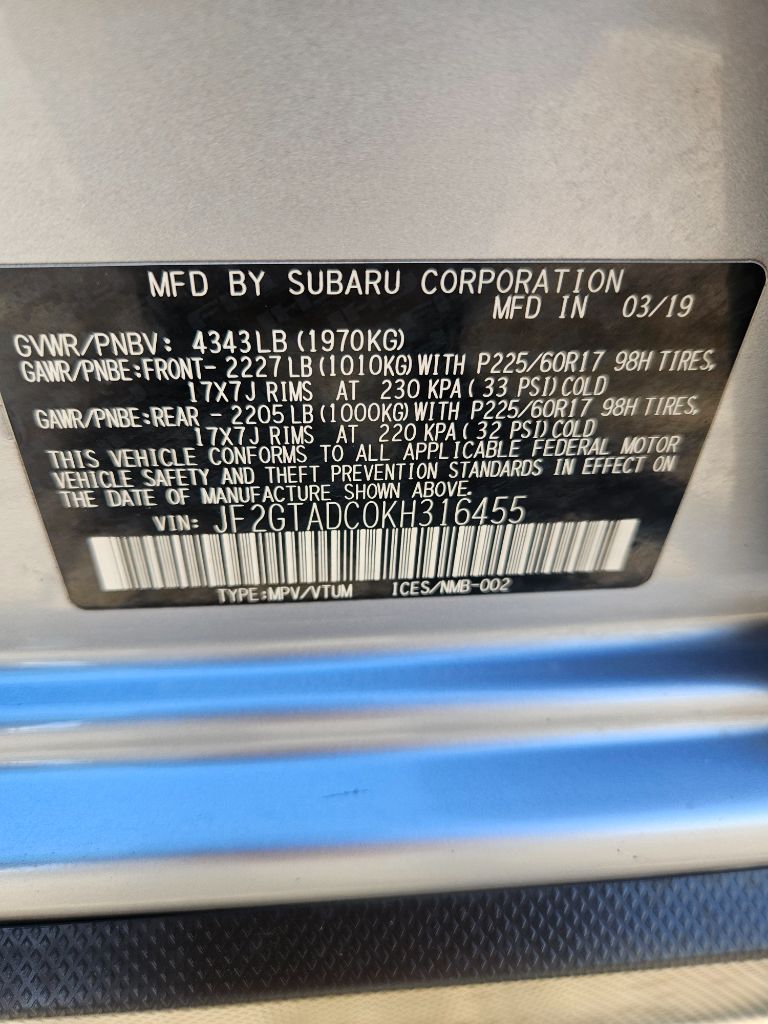 MFD BY SUBARU CORPORATION
MFD IN 03/19
GVWR/PNBV: 4343LB (1970KG)
GAWR/PNBE:FRONT- 2227LB (1010KG) WITH P225/60R17 98H TIRES,
17X7J RIMS AT 230 KPA ( 33 PSI) COLD
GAWR/PNBE:REAR - 2205LB (1000KG) WITH P225/60R17 98H TIRES,
17X7J RIMS AT 220 KPA ( 32 PSI) COLD
THIS VEHICLE CONFORMS TO ALL APPLICABLE FEDERAL MOTOR
VEHICLE SAFETY AND THEFT PREVENTION STANDARDS IN EFFECT ON
THE DATE OF MANUFACTURE SHOWN ABOVE.
VIN: JF2GTADC0KH316455
TYPE:MPV/VTUM ICES/NMB-002